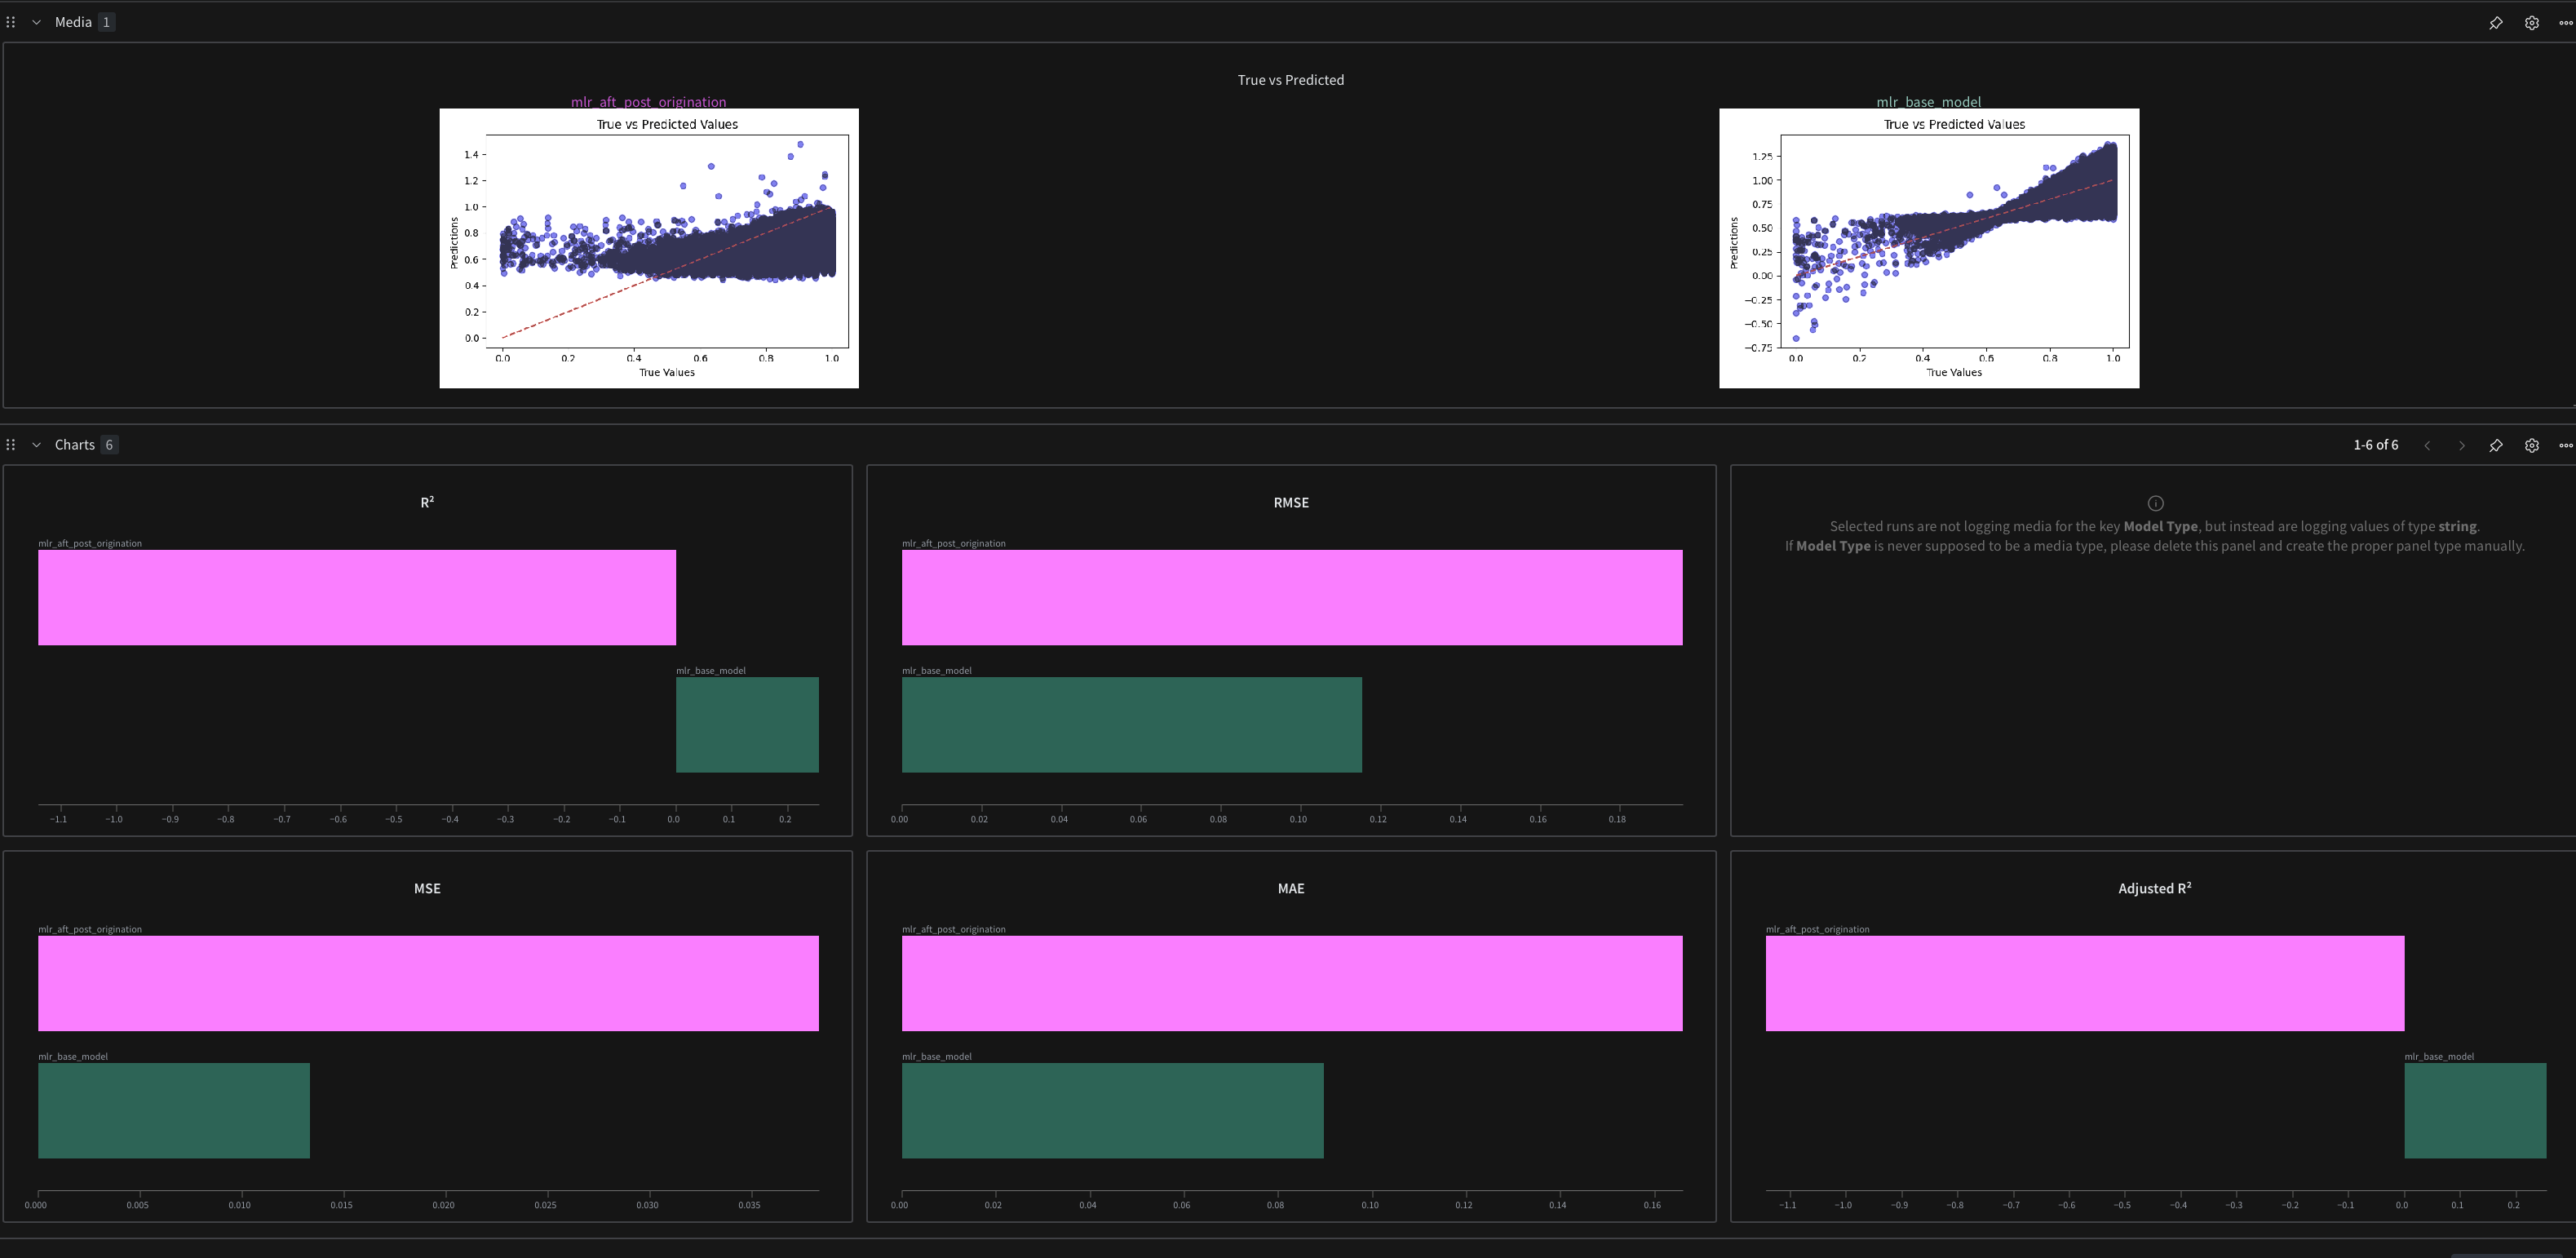 Media 1
True vs Predicted
mlr_aft_post_origination
True vs Predicted Values
1.4
1.2
1.0
0.8
0.6
0.4
0.2
0.0
Predictions
0.0 0.2 0.4 0.6 0.8 1.0
True Values
mlr_base_model
True vs Predicted Values
1.25
1.00
0.75
0.50
0.25
0.00
−0.25
−0.50
−0.75
Predictions
0.0 0.2 0.4 0.6 0.8 1.0
True Values
Charts 6
1-6 of 6
R²
mlr_aft_post_origination
mlr_base_model
−1.1 −1.0 −0.9 −0.8 −0.7 −0.6 −0.5 −0.4 −0.3 −0.2 −0.1 0.0 0.1 0.2
RMSE
mlr_aft_post_origination
mlr_base_model
0.00 0.02 0.04 0.06 0.08 0.10 0.12 0.14 0.16 0.18
Selected runs are not logging media for the key Model Type, but instead are logging values of type string.
If Model Type is never supposed to be a media type, please delete this panel and create the proper panel type manually.
MSE
mlr_aft_post_origination
mlr_base_model
0.000 0.005 0.010 0.015 0.020 0.025 0.030 0.035
MAE
mlr_aft_post_origination
mlr_base_model
0.00 0.02 0.04 0.06 0.08 0.10 0.12 0.14 0.16
Adjusted R²
mlr_aft_post_origination
mlr_base_model
−1.1 −1.0 −0.9 −0.8 −0.7 −0.6 −0.5 −0.4 −0.3 −0.2 −0.1 0.0 0.1 0.2